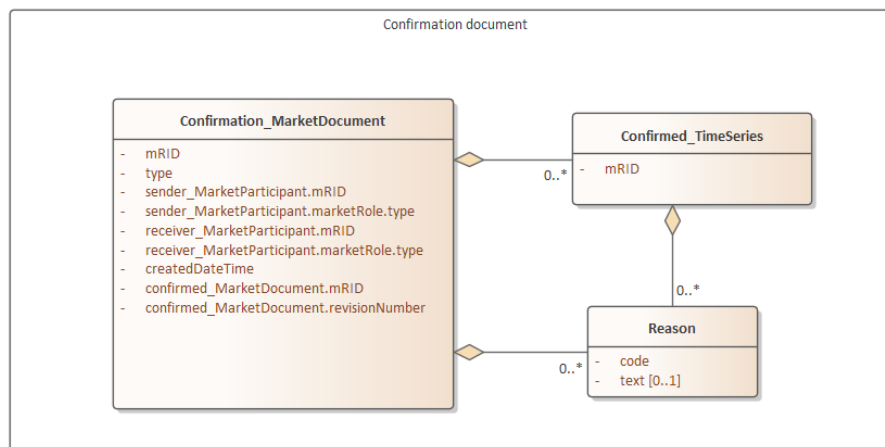 Confirmation document
Confirmation_MarketDocument
- mRID
- type
- sender_MarketParticipant.mRID
- sender_MarketParticipant.marketRole.type
- receiver_MarketParticipant.mRID
- receiver_MarketParticipant.marketRole.type
- createdDateTime
- confirmed_MarketDocument.mRID
- confirmed_MarketDocument.revisionNumber
Confirmed_TimeSeries
- mRID
0..*
0..*
Reason
- code
- text [0..1]
0..*